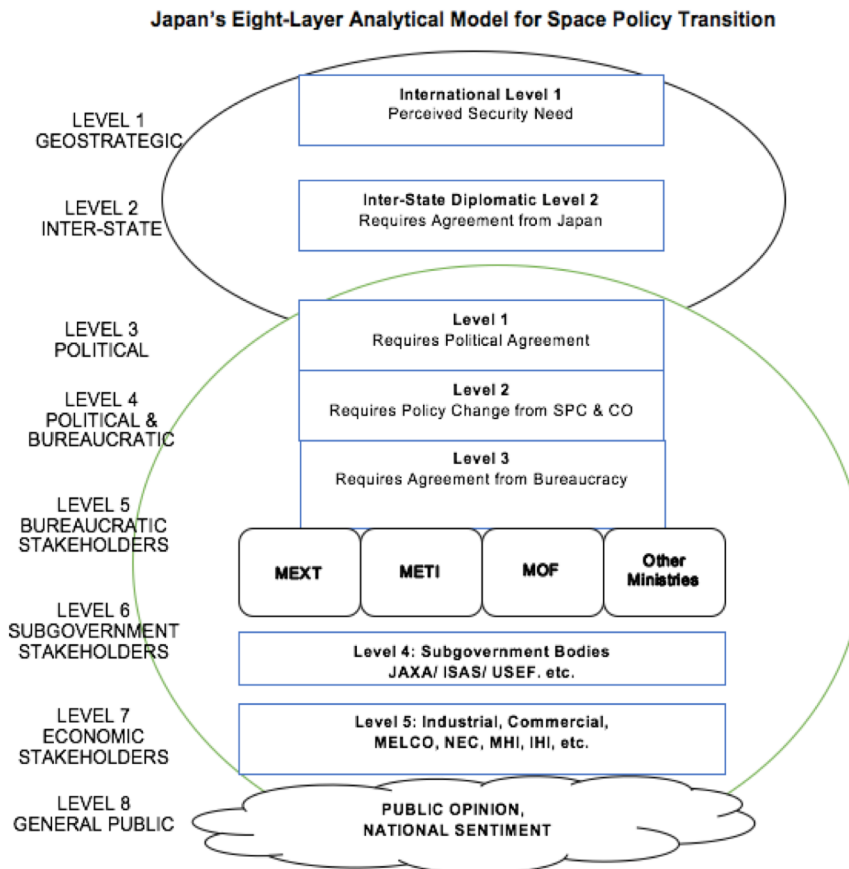 Japan's Eight-Layer Analytical Model for Space Policy Transition
LEVEL 1
GEOSTRATEGIC
International Level 1
Perceived Security Need
LEVEL 2
INTER-STATE
Inter-State Diplomatic Level 2
Requires Agreement from Japan
LEVEL 3
POLITICAL
Level 1
Requires Political Agreement
LEVEL 4
POLITICAL &
BUREAUCRATIC
Level 2
Requires Policy Change from SPC & CO
Level 3
Requires Agreement from Bureaucracy
LEVEL 5
BUREAUCRATIC
STAKEHOLDERS
MEXT
METI
MOF
Other
Ministries
LEVEL 6
SUBGOVERNMENT
STAKEHOLDERS
Level 4: Subgovernment Bodies
JAXA/ ISAS/ USEF. etc.
LEVEL 7
ECONOMIC
STAKEHOLDERS
Level 5: Industrial, Commercial,
MELCO, NEC, MHI, IHI, etc.
LEVEL 8
GENERAL PUBLIC
PUBLIC OPINION,
NATIONAL SENTIMENT